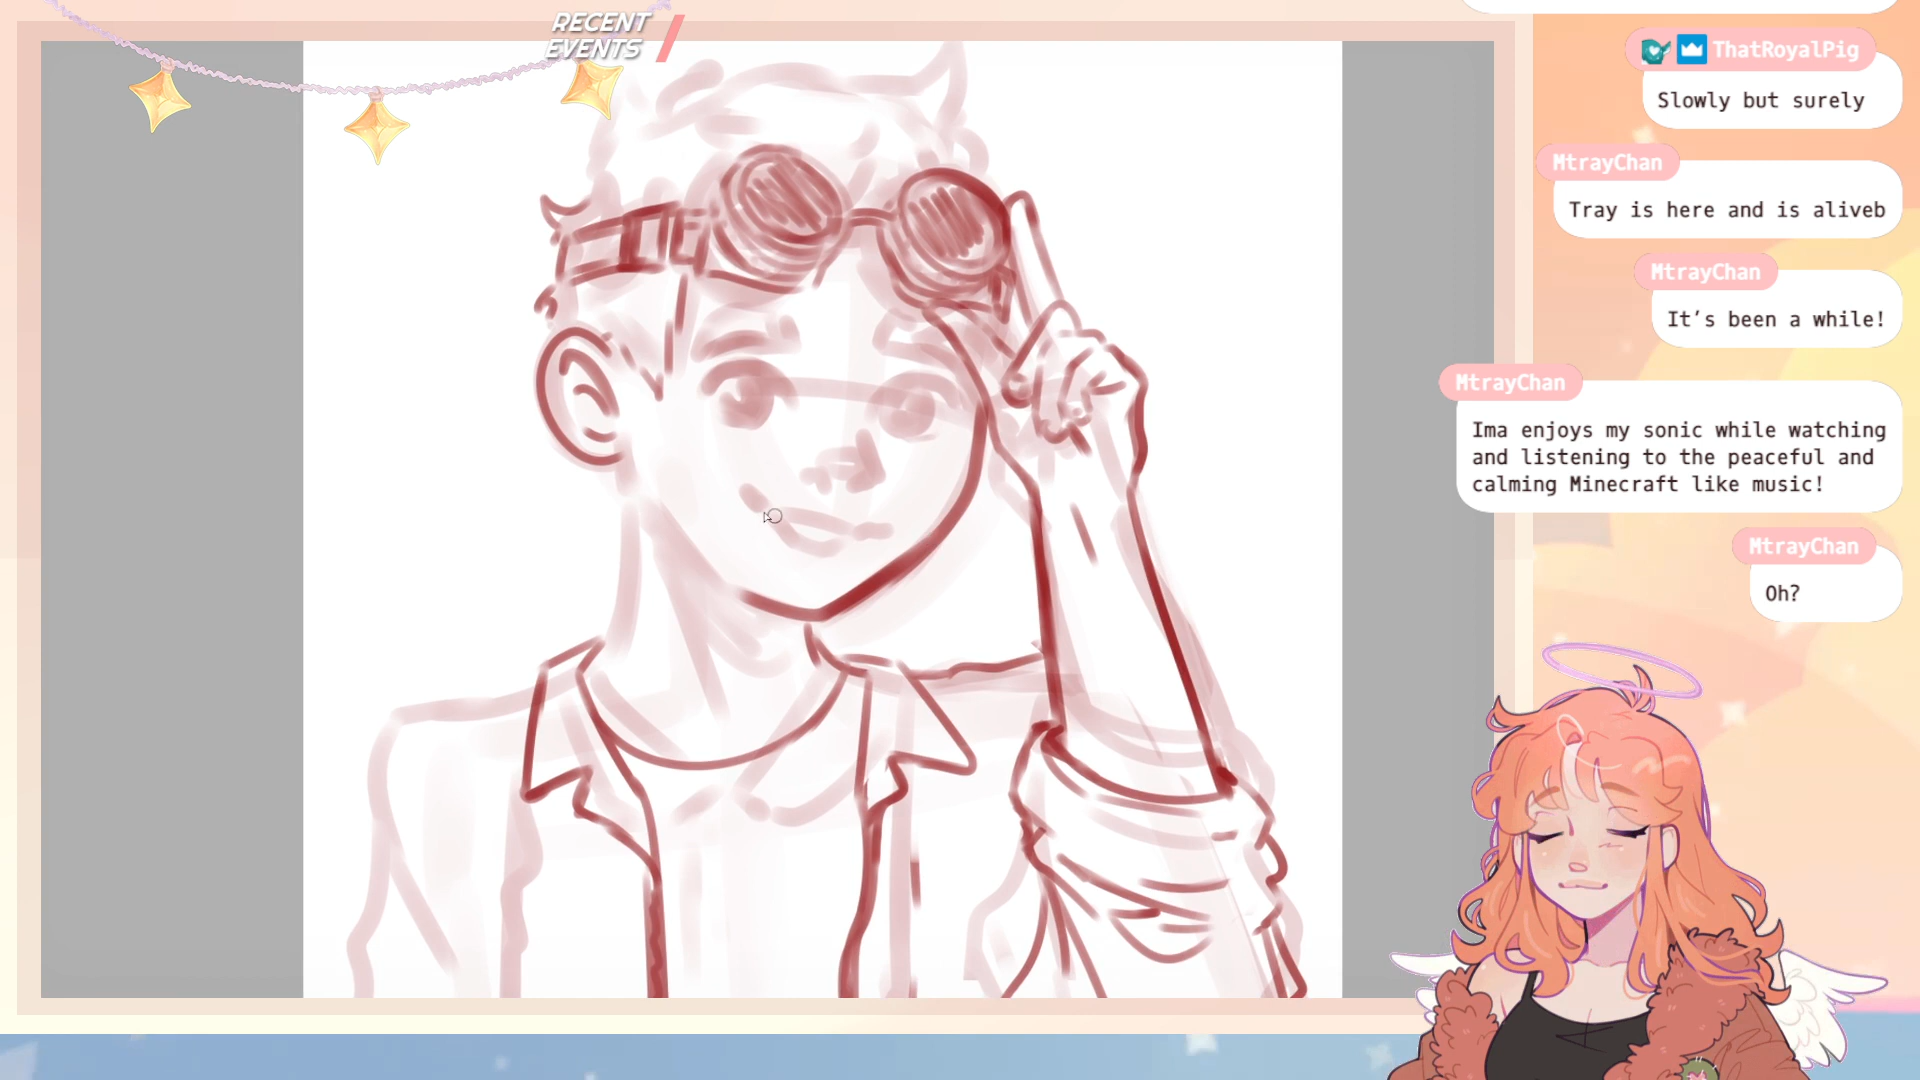 RECENT
EVENTS
ThatRoyalPig
Slowly but surely
MtrayChan
Tray is here and is aliveb
MtrayChan
It's been a while!
MtrayChan
Ima enjoys my sonic while watching
and listening to the peaceful and
calming Minecraft like music!
MtrayChan
Oh?